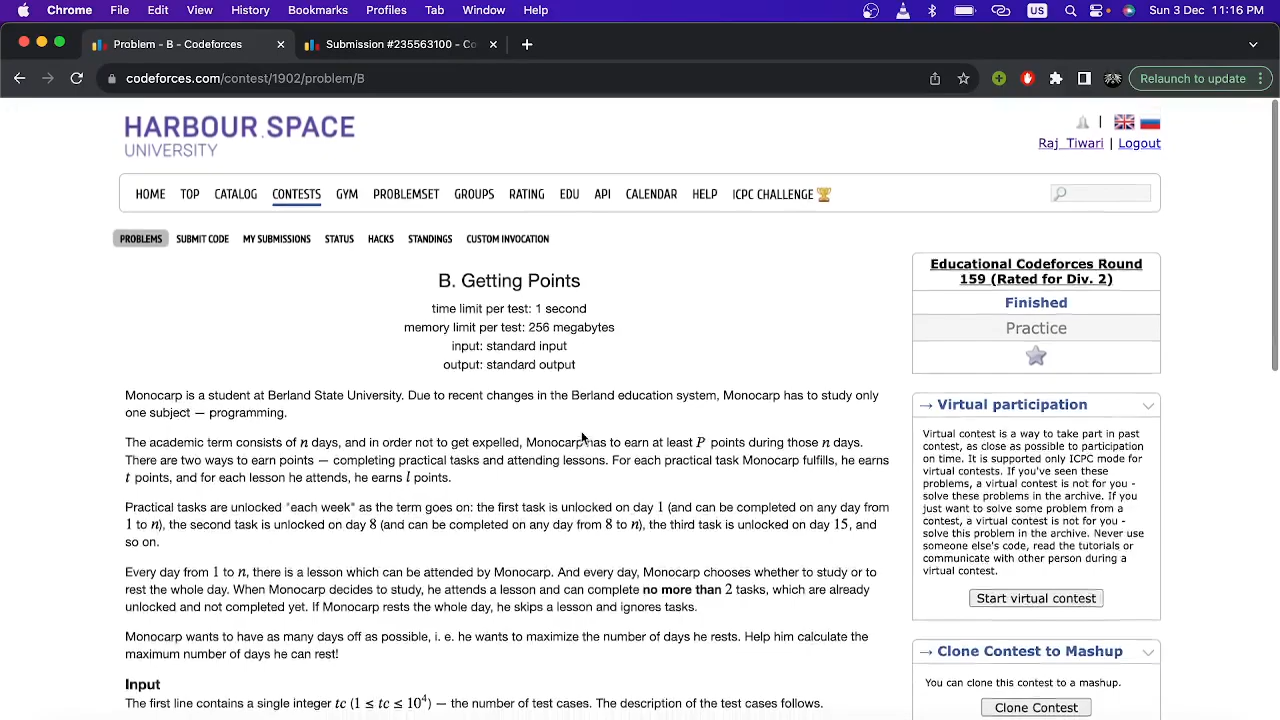 Chrome File Edit View History Bookmarks Profiles Tab Window Help US Sun 3 Dec 11:16 PM
Problem - B - Codeforces Submission #235563100 - Co
codeforces.com/contest/1902/problem/B Relaunch to update
HARBOUR.SPACE
UNIVERSITY
Raj_Tiwari | Logout
HOME TOP CATALOG CONTESTS GYM PROBLEMSET GROUPS RATING EDU API CALENDAR HELP ICPC CHALLENGE
PROBLEMS SUBMIT CODE MY SUBMISSIONS STATUS HACKS STANDINGS CUSTOM INVOCATION
B. Getting Points
time limit per test: 1 second
memory limit per test: 256 megabytes
input: standard input
output: standard output
Monocarp is a student at Berland State University. Due to recent changes in the Berland education system, Monocarp has to study only
one subject — programming.
The academic term consists of n days, and in order not to get expelled, Monocarp has to earn at least P points during those n days.
There are two ways to earn points — completing practical tasks and attending lessons. For each practical task Monocarp fulfills, he earns
t points, and for each lesson he attends, he earns l points.
Practical tasks are unlocked "each week" as the term goes on: the first task is unlocked on day 1 (and can be completed on any day from
1 to n), the second task is unlocked on day 8 (and can be completed on any day from 8 to n), the third task is unlocked on day 15, and
so on.
Every day from 1 to n, there is a lesson which can be attended by Monocarp. And every day, Monocarp chooses whether to study or to
rest the whole day. When Monocarp decides to study, he attends a lesson and can complete no more than 2 tasks, which are already
unlocked and not completed yet. If Monocarp rests the whole day, he skips a lesson and ignores tasks.
Monocarp wants to have as many days off as possible, i. e. he wants to maximize the number of days he rests. Help him calculate the
maximum number of days he can rest!
Input
The first line contains a single integer tc (1 ≤ tc ≤ 10⁴) — the number of test cases. The description of the test cases follows.
Educational Codeforces Round
159 (Rated for Div. 2)
Finished
Practice
→ Virtual participation
Virtual contest is a way to take part in past
contest, as close as possible to participation
on time. It is supported only ICPC mode for
virtual contests. If you've seen these
problems, a virtual contest is not for you -
solve these problems in the archive. If you
just want to solve some problem from a
contest, a virtual contest is not for you -
solve this problem in the archive. Never use
someone else's code, read the tutorials or
communicate with other person during a
virtual contest.
Start virtual contest
→ Clone Contest to Mashup
You can clone this contest to a mashup.
Clone Contest